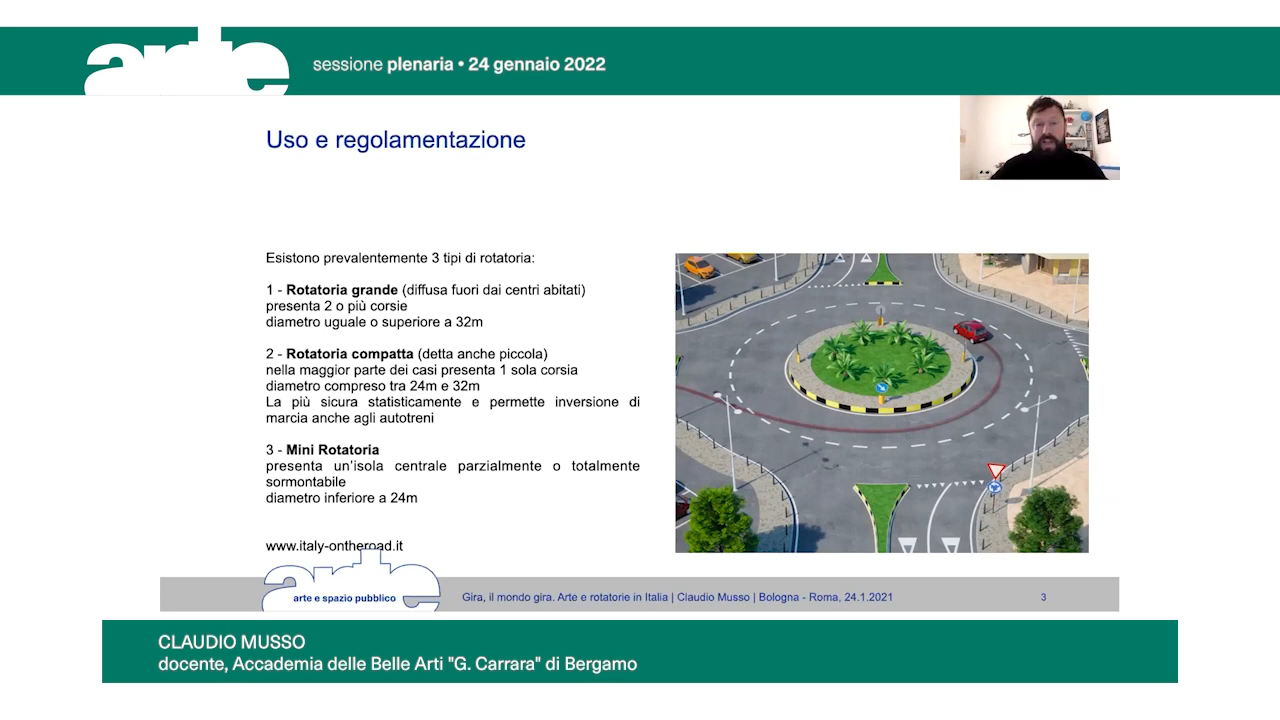 arte
sessione plenaria • 24 gennaio 2022
Uso e regolamentazione
Esistono prevalentemente 3 tipi di rotatoria:
1 - Rotatoria grande (diffusa fuori dai centri abitati)
presenta 2 o più corsie
diametro uguale o superiore a 32m
2 - Rotatoria compatta (detta anche piccola)
nella maggior parte dei casi presenta 1 sola corsia
diametro compreso tra 24m e 32m
La più sicura statisticamente e permette inversione di
marcia anche agli autotreni
3 - Mini Rotatoria
presenta un'isola centrale parzialmente o totalmente
sormontabile
diametro inferiore a 24m
www.italy-ontheroad.it
arte
arte e spazio pubblico
Gira, il mondo gira. Arte e rotatorie in Italia | Claudio Musso | Bologna - Roma, 24.1.2021
3
CLAUDIO MUSSO
docente, Accademia delle Belle Arti "G. Carrara" di Bergamo